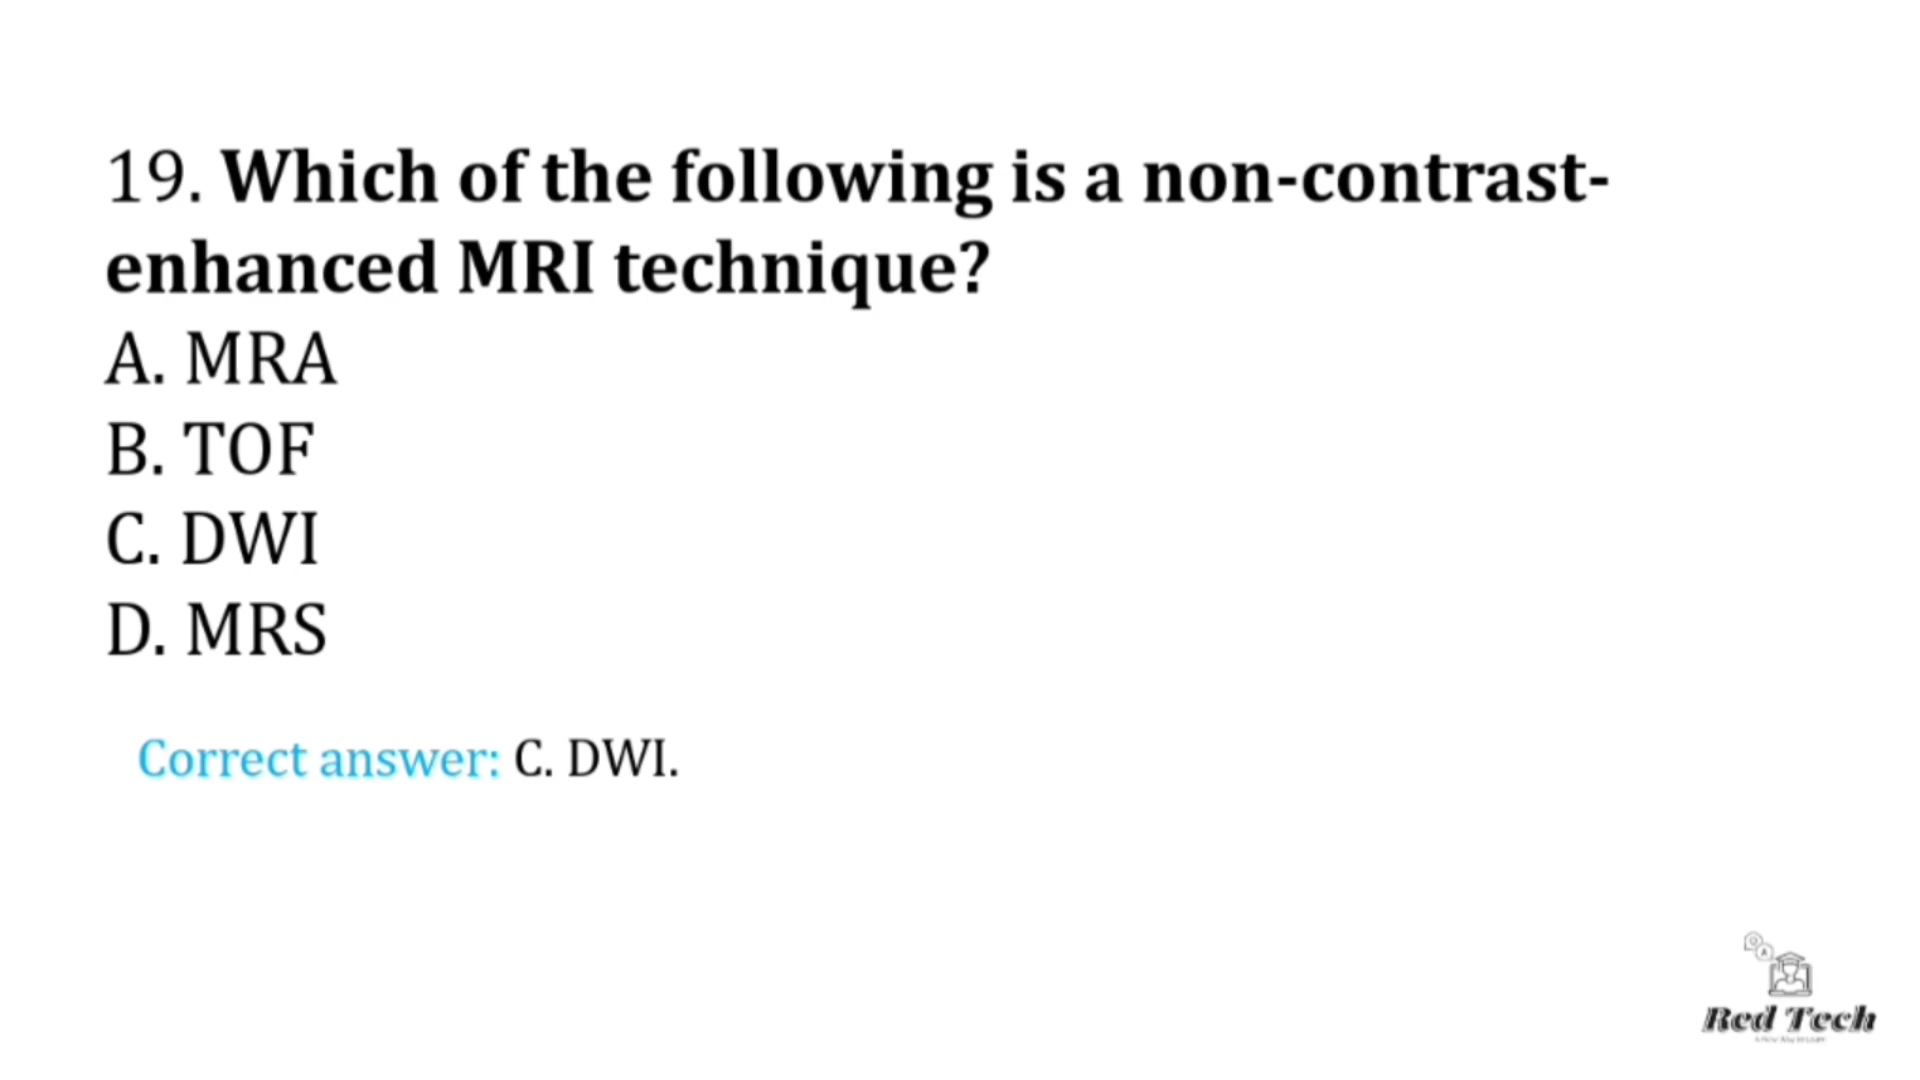 19. Which of the following is a non-contrast-
enhanced MRI technique?
A. MRA
B. TOF
C. DWI
D. MRS
Correct answer: C. DWI.
Red Tech